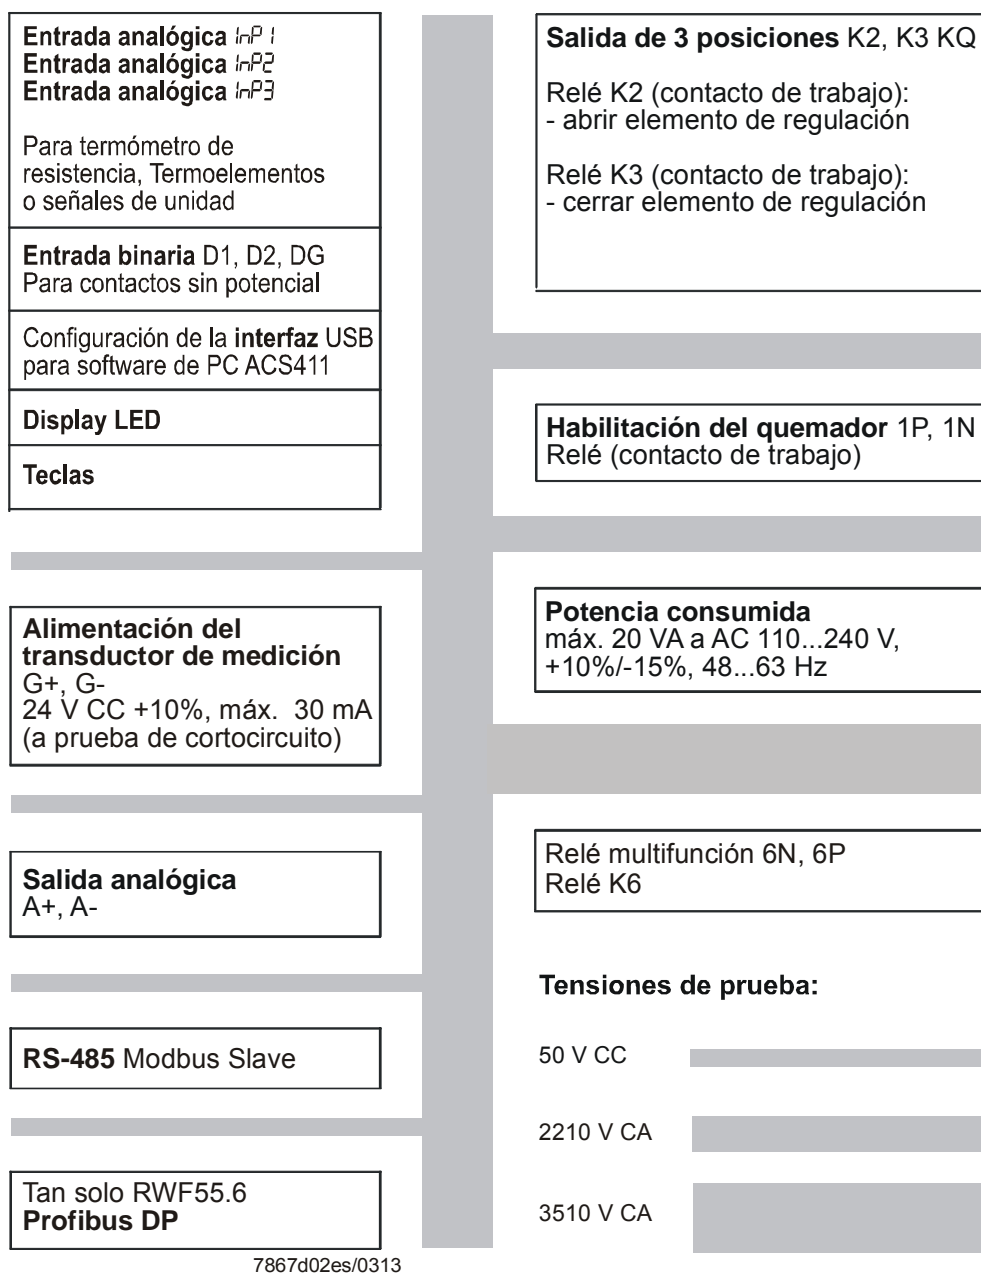 Entrada analógica InP1
Entrada analógica InP2
Entrada analógica InP3
Para termómetro de
resistencia, Termoelementos
o señales de unidad
Entrada binaria D1, D2, DG
Para contactos sin potencial
Configuración de la interfaz USB
para software de PC ACS411
Display LED
Teclas
Alimentación del
transductor de medición
G+, G-
24 V CC +10%, máx.  30 mA
(a prueba de cortocircuito)
Salida analógica
A+, A-
RS-485 Modbus Slave
Tan solo RWF55.6
Profibus DP
7867d02es/0313
Salida de 3 posiciones K2, K3 KQ
Relé K2 (contacto de trabajo):
- abrir elemento de regulación
Relé K3 (contacto de trabajo):
- cerrar elemento de regulación
Habilitación del quemador 1P, 1N
Relé (contacto de trabajo)
Potencia consumida
máx. 20 VA a AC 110...240 V,
+10%/-15%, 48...63 Hz
Relé multifunción 6N, 6P
Relé K6
Tensiones de prueba:
50 V CC
2210 V CA
3510 V CA